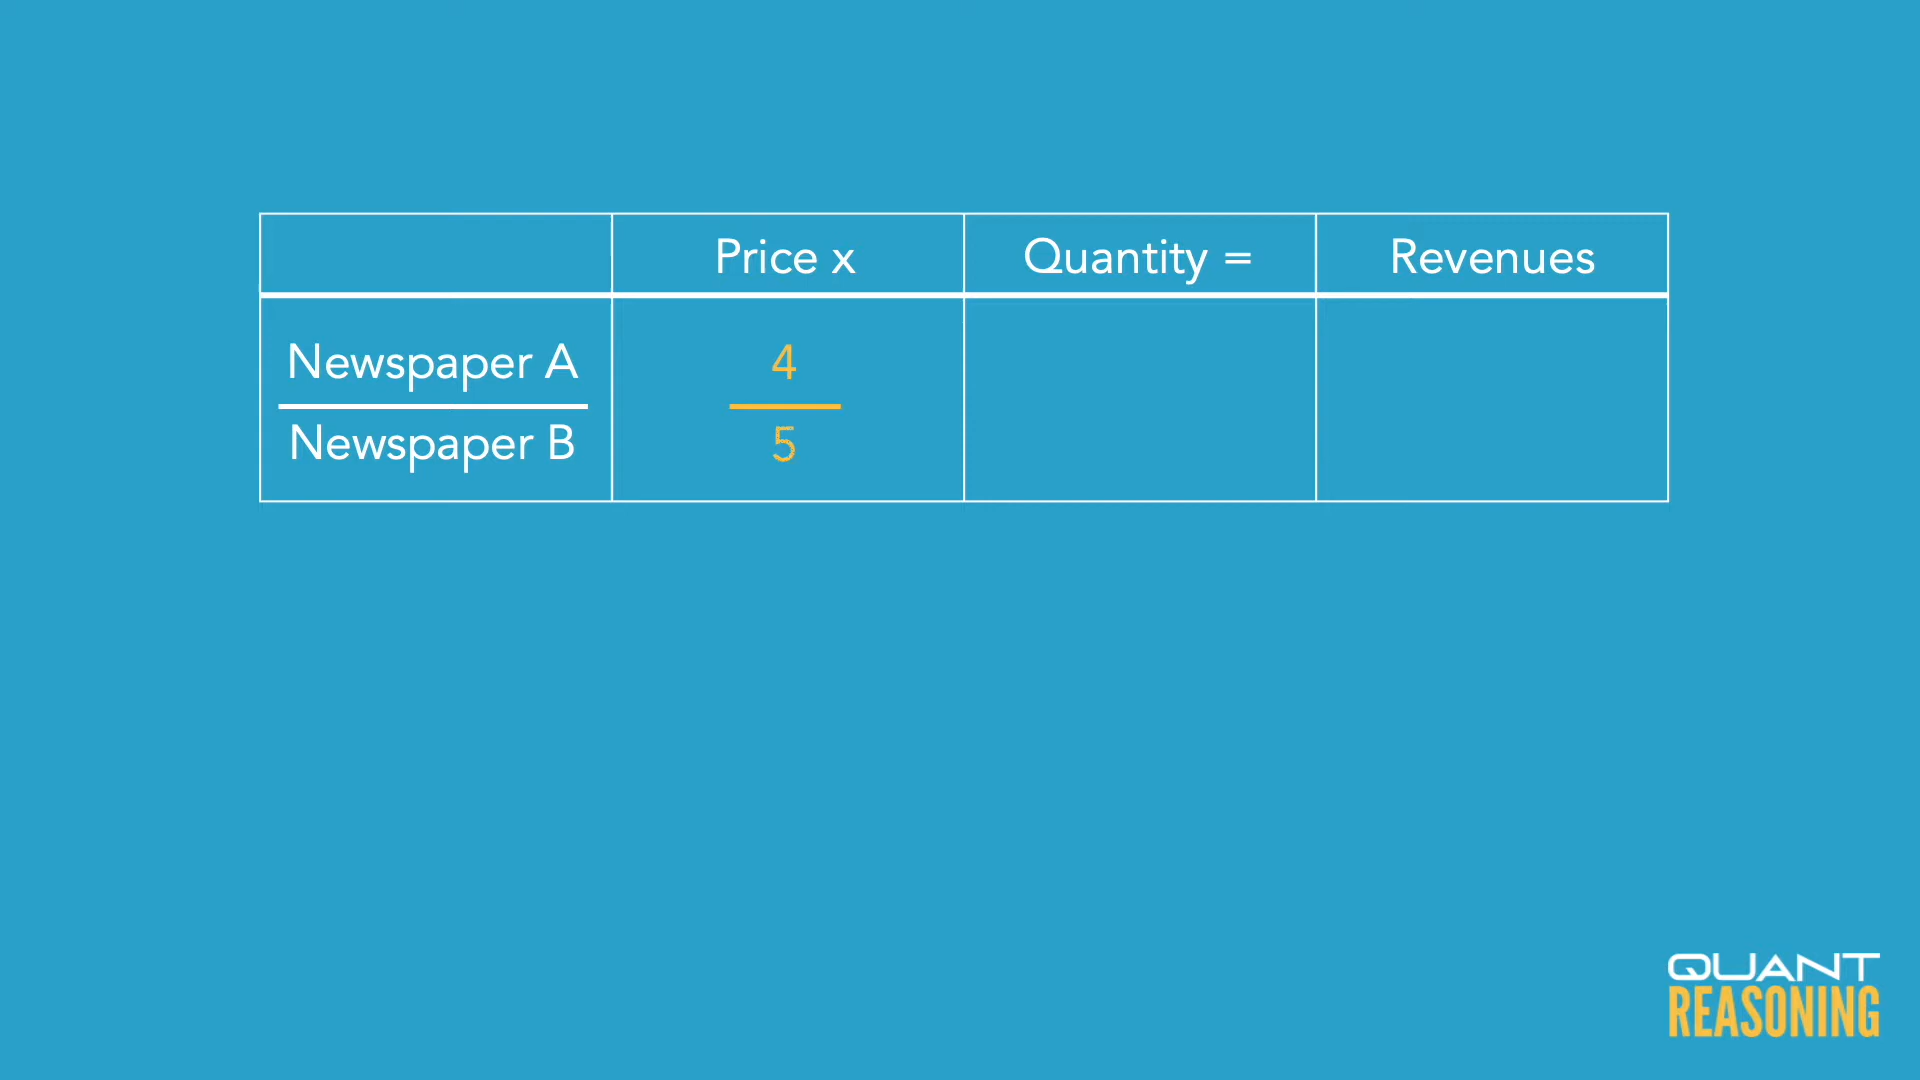 Price x Quantity = Revenues
Newspaper A 4
Newspaper B 5
QUANT
REASONING